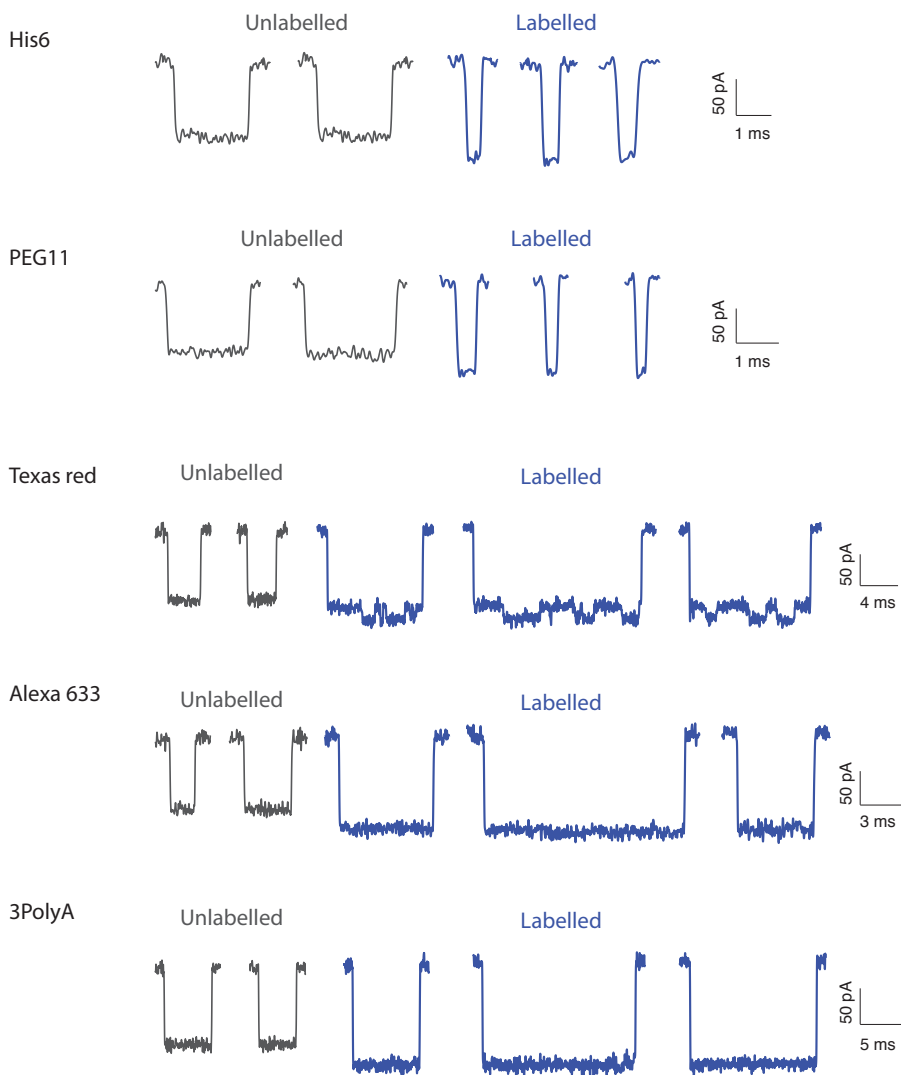 His6
Unlabelled
Labelled
50 pA
1 ms
PEG11
Unlabelled
Labelled
50 pA
1 ms
Texas red
Unlabelled
Labelled
50 pA
4 ms
Alexa 633
Unlabelled
Labelled
50 pA
3 ms
3PolyA
Unlabelled
Labelled
50 pA
5 ms